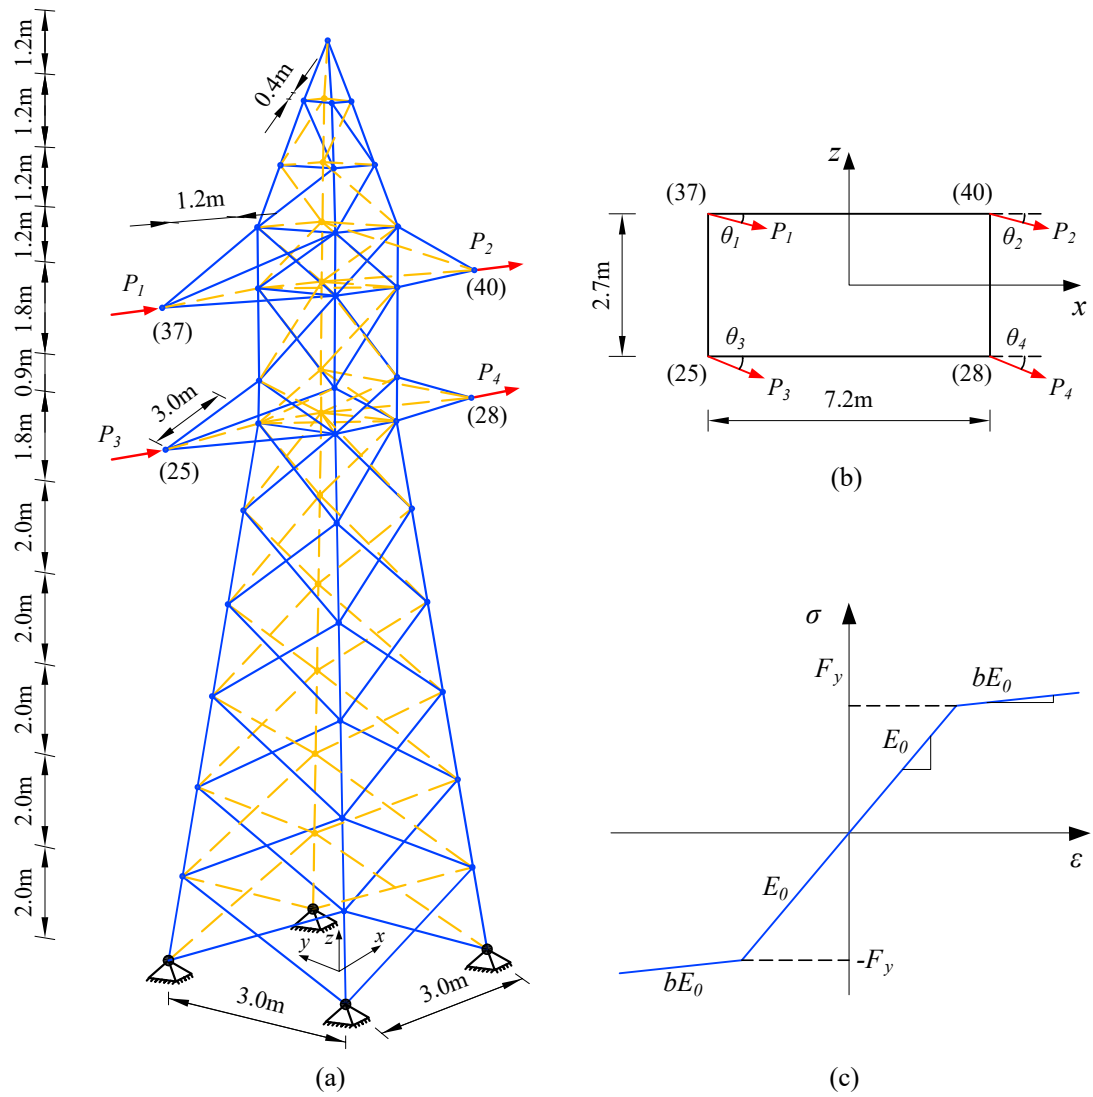 1.2m
1.2m
1.2m
1.2m
1.8m
0.9m
1.8m
2.0m
2.0m
2.0m
2.0m
2.0m
0.4m
1.2m
P1
(37)
P2
(40)
3.0m
P3
(25)
P4
(28)
y
z
x
3.0m
3.0m
(a)
z
(37)
(40)
θ1
P1
θ2
P2
2.7m
x
θ3
θ4
(25)
P3
(28)
P4
7.2m
(b)
σ
Fy
bE0
E0
ε
E0
-Fy
bE0
(c)